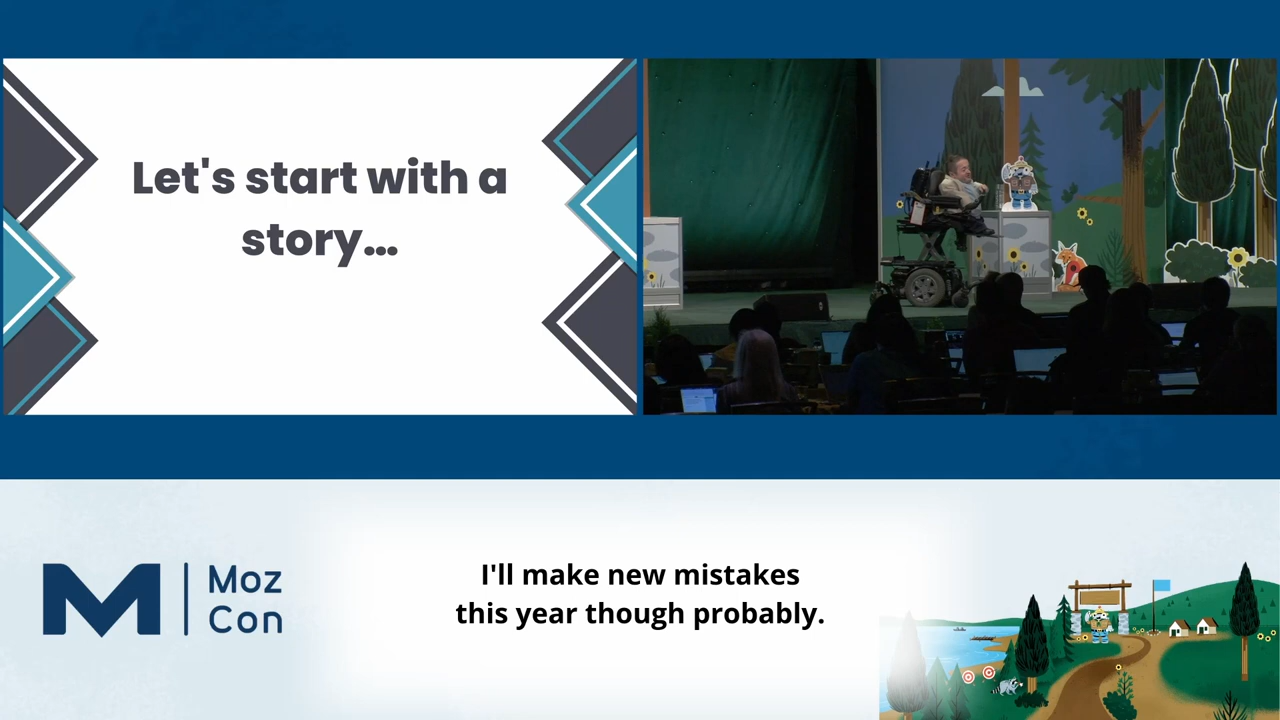 Let's start with a
story...
Moz
Con
I'll make new mistakes
this year though probably.